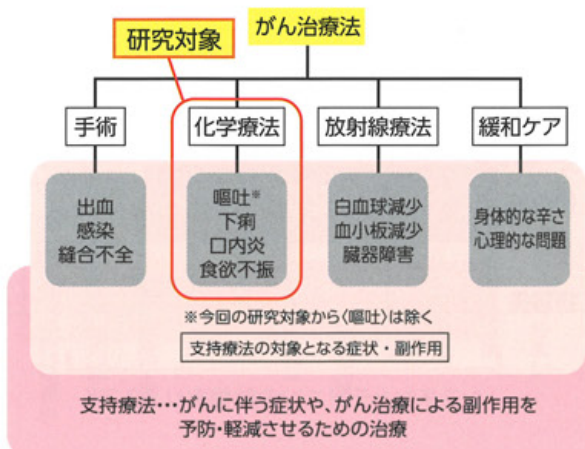 研究対象
がん治療法
手術
化学療法
放射線療法
緩和ケア
出血
感染
縫合不全
嘔吐※
下痢
口内炎
食欲不振
白血球減少
血小板減少
臓器障害
身体的な辛さ
心理的な問題
※今回の研究対象から〈嘔吐〉は除く
支持療法の対象となる症状・副作用
支持療法…がんに伴う症状や、がん治療による副作用を
予防・軽減させるための治療